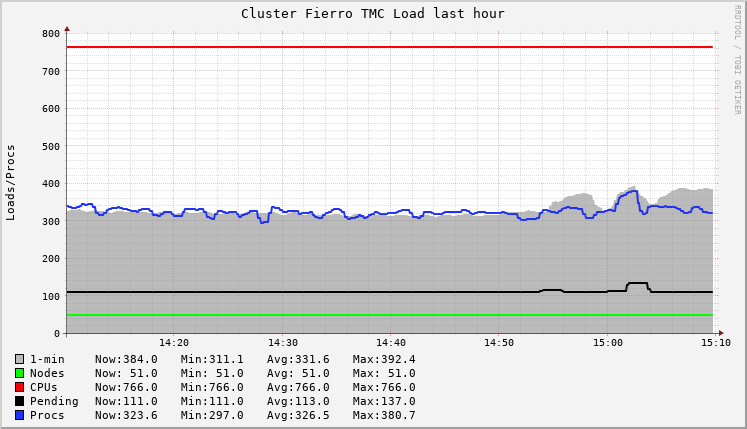 Cluster Fierro TMC Load last hour
RRDTOOL / TOBI OETIKER
Loads/Procs
800
700
600
500
400
300
200
100
0
14:20 14:30 14:40 14:50 15:00 15:10
1-min Now:384.0 Min:311.1 Avg:331.6 Max:392.4
Nodes Now: 51.0 Min: 51.0 Avg: 51.0 Max: 51.0
CPUs Now:766.0 Min:766.0 Avg:766.0 Max:766.0
Pending Now:111.0 Min:111.0 Avg:113.0 Max:137.0
Procs Now:323.6 Min:297.0 Avg:326.5 Max:380.7